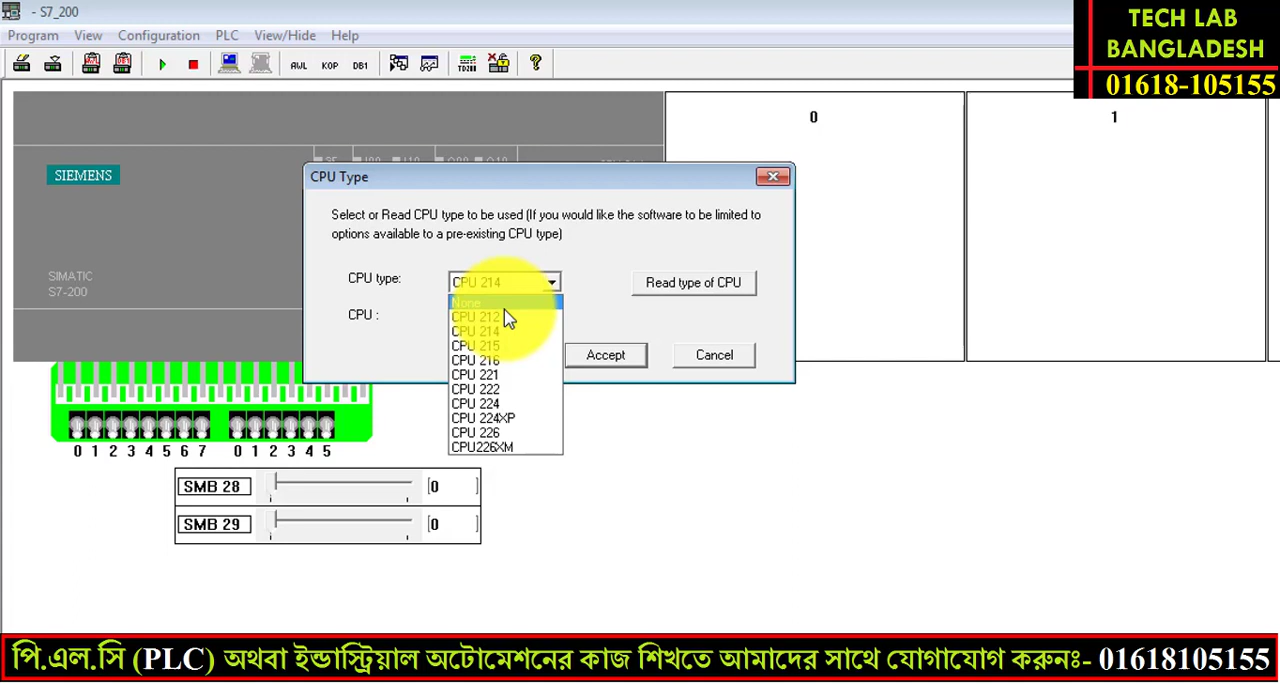 - S7_200
TECH LAB
BANGLADESH
01618-105155
Program View Configuration PLC View/Hide Help
AWL KOP DB1 TD200 ?
0 1
SIEMENS
SIMATIC
S7-200
CPU Type
Select or Read CPU type to be used (If you would like the software to be limited to
options available to a pre-existing CPU type)
CPU type: CPU 214 Read type of CPU
CPU :
None
CPU 212
CPU 214
CPU 215
CPU 216
CPU 221
CPU 222
CPU 224
CPU 224XP
CPU 226
CPU226XM
Accept Cancel
0 1 2 3 4 5 6 7 0 1 2 3 4 5
SMB 28 [0 ]
SMB 29 [0 ]
পি.এল.সি (PLC) অথবা ইন্ডাস্ট্রিয়াল অটোমেশনের কাজ শিখতে আমাদের সাথে যোগাযোগ করুনঃ- 01618105155